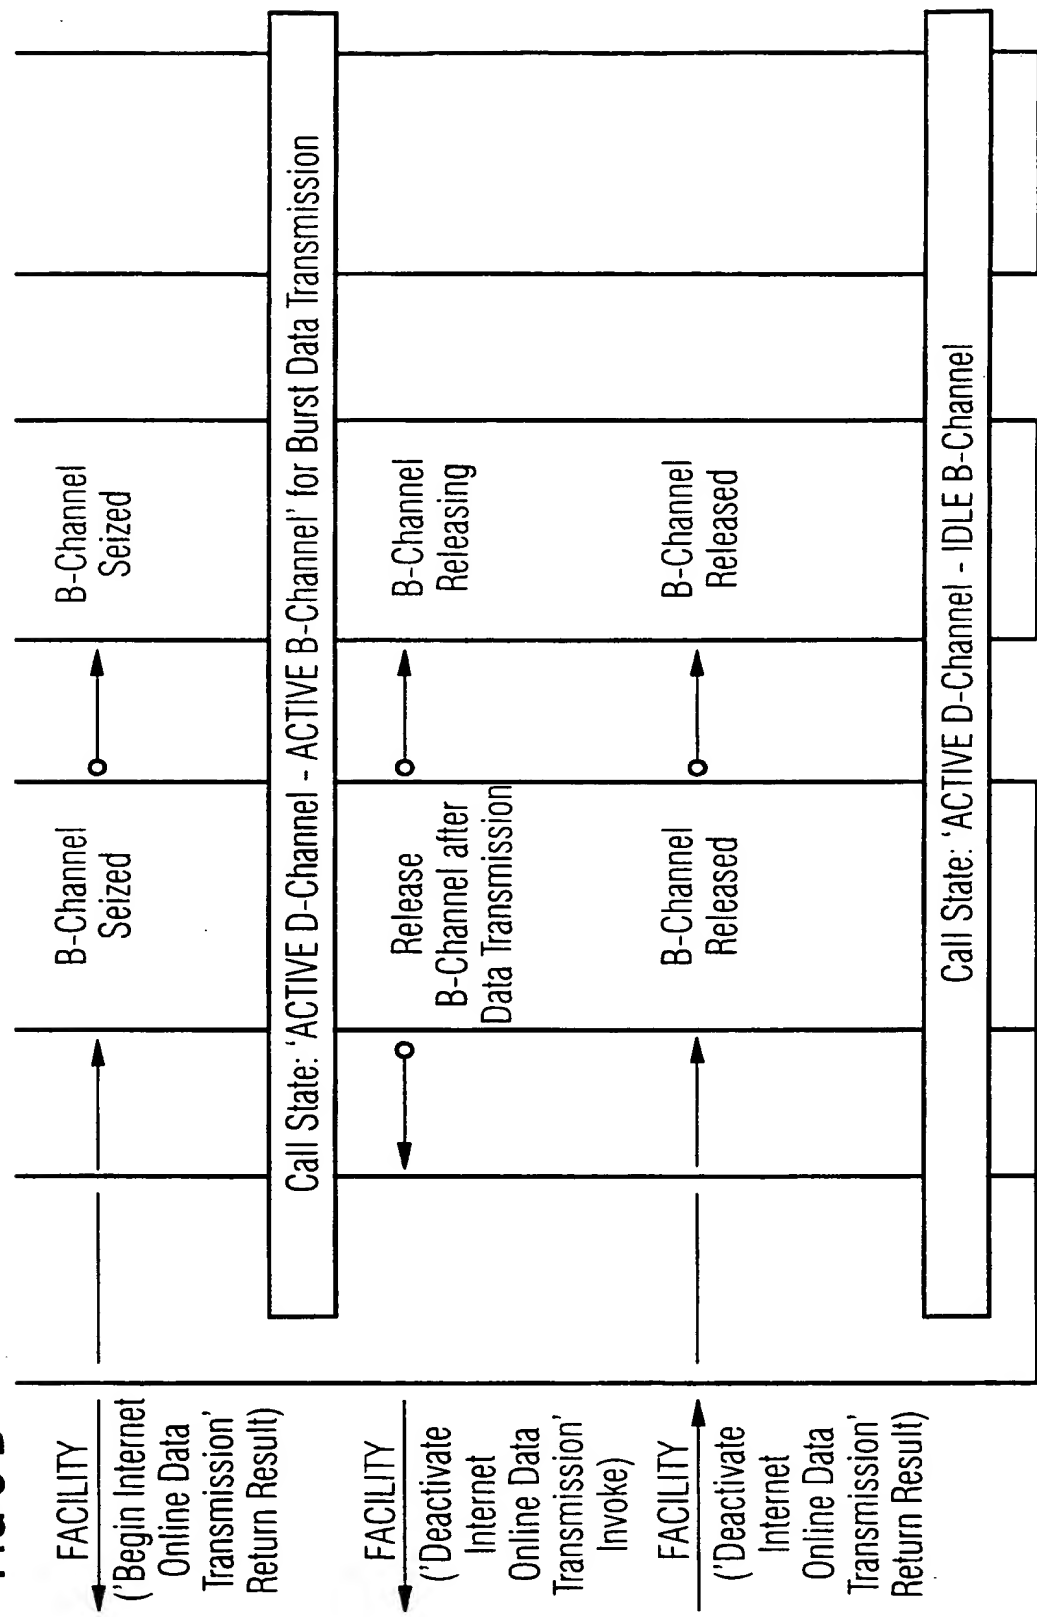 FACILITY
('Begin Internet
Online Data
Transmission'
Return Result)
B-Channel
Seized
B-Channel
Seized
Call State: 'ACTIVE D-Channel - ACTIVE B-Channel' for Burst Data Transmission
FACILITY
('Deactivate
Internet
Online Data
Transmission'
Invoke)
Release
B-Channel after
Data Transmission
B-Channel
Releasing
FACILITY
('Deactivate
Internet
Online Data
Transmission'
Return Result)
B-Channel
Released
B-Channel
Released
Call State: 'ACTIVE D-Channel - IDLE B-Channel